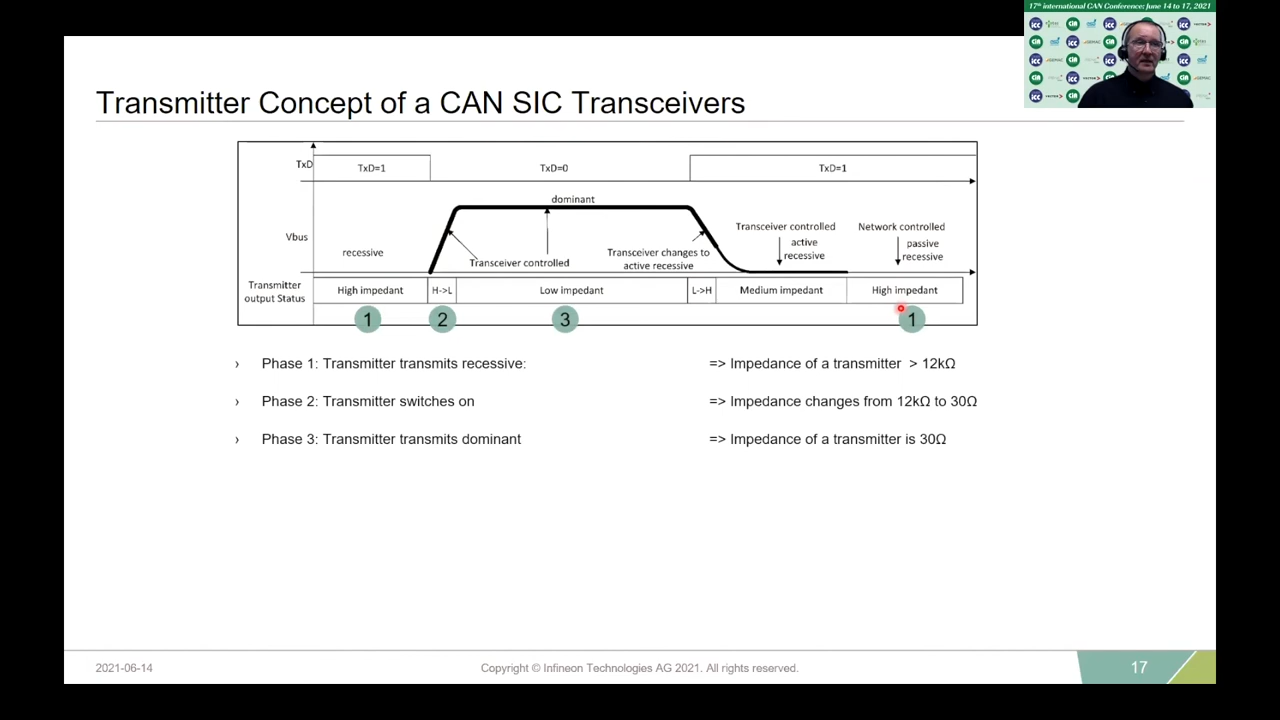 17th international CAN Conference: June 14 to 17, 2021
Transmitter Concept of a CAN SIC Transceivers
TxD
TxD=1
TxD=0
TxD=1
dominant
Vbus
recessive
Transceiver controlled
Transceiver changes to
active recessive
Transceiver controlled
active
recessive
Network controlled
passive
recessive
Transmitter
output Status
High impedant
H->L
Low impedant
L->H
Medium impedant
High impedant
1
2
3
1
› Phase 1: Transmitter transmits recessive: => Impedance of a transmitter > 12kΩ
› Phase 2: Transmitter switches on => Impedance changes from 12kΩ to 30Ω
› Phase 3: Transmitter transmits dominant => Impedance of a transmitter is 30Ω
2021-06-14
Copyright © Infineon Technologies AG 2021. All rights reserved.
17